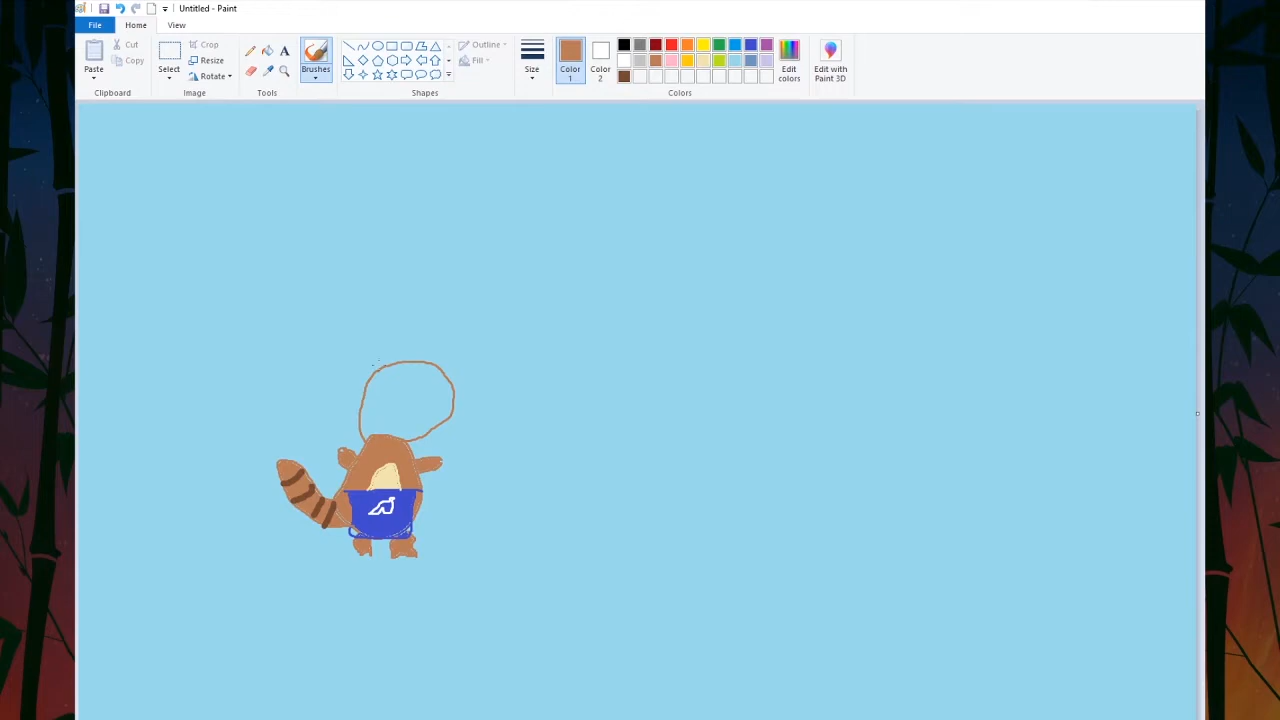 Untitled - Paint
File Home View
Cut
Copy
Paste
Clipboard
Crop
Resize
Rotate
Select
Image
Tools
Brushes
Outline
Fill
Shapes
Size
Color 1
Color 2
Edit colors
Colors
Edit with Paint 3D